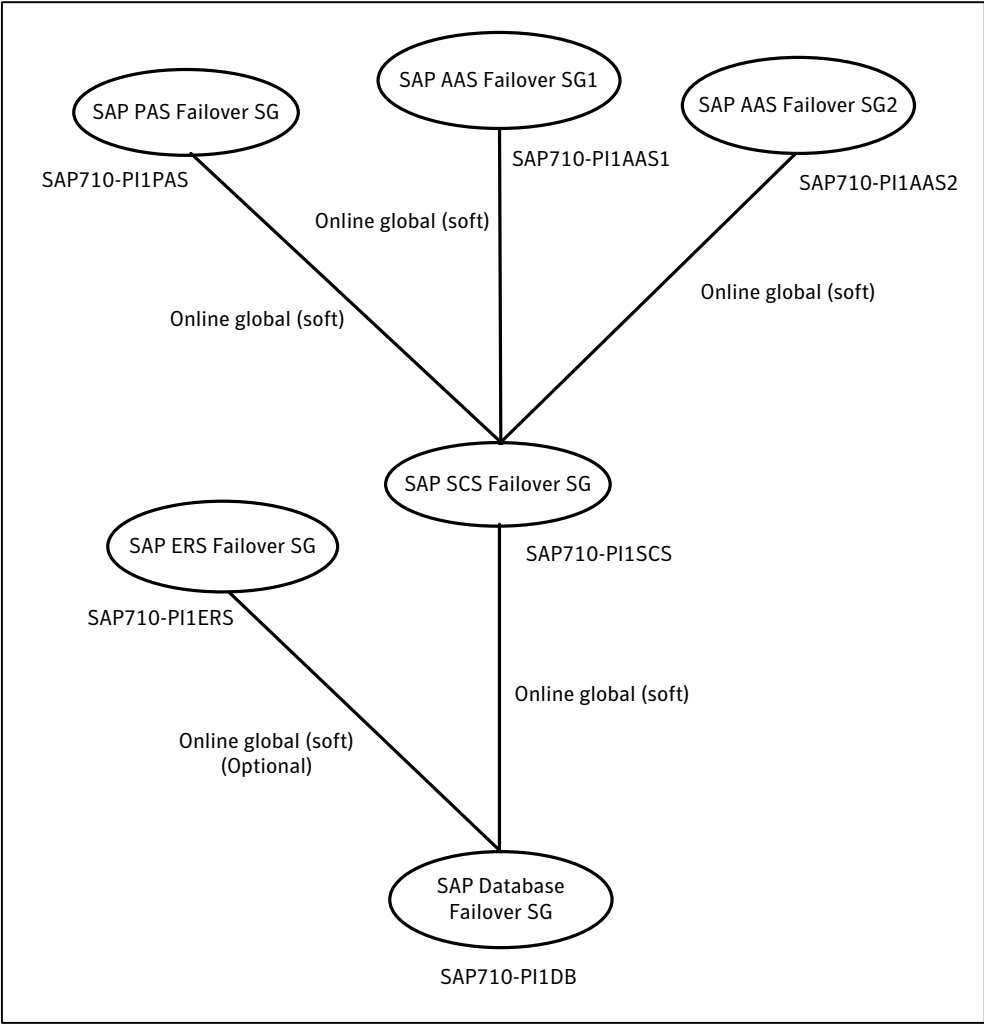 SAP PAS Failover SG
SAP AAS Failover SG1
SAP AAS Failover SG2
SAP710-PI1PAS
SAP710-PI1AAS1
SAP710-PI1AAS2
Online global (soft)
Online global (soft)
Online global (soft)
SAP SCS Failover SG
SAP ERS Failover SG
SAP710-PI1SCS
SAP710-PI1ERS
Online global (soft)
Online global (soft)
(Optional)
SAP Database
Failover SG
SAP710-PI1DB